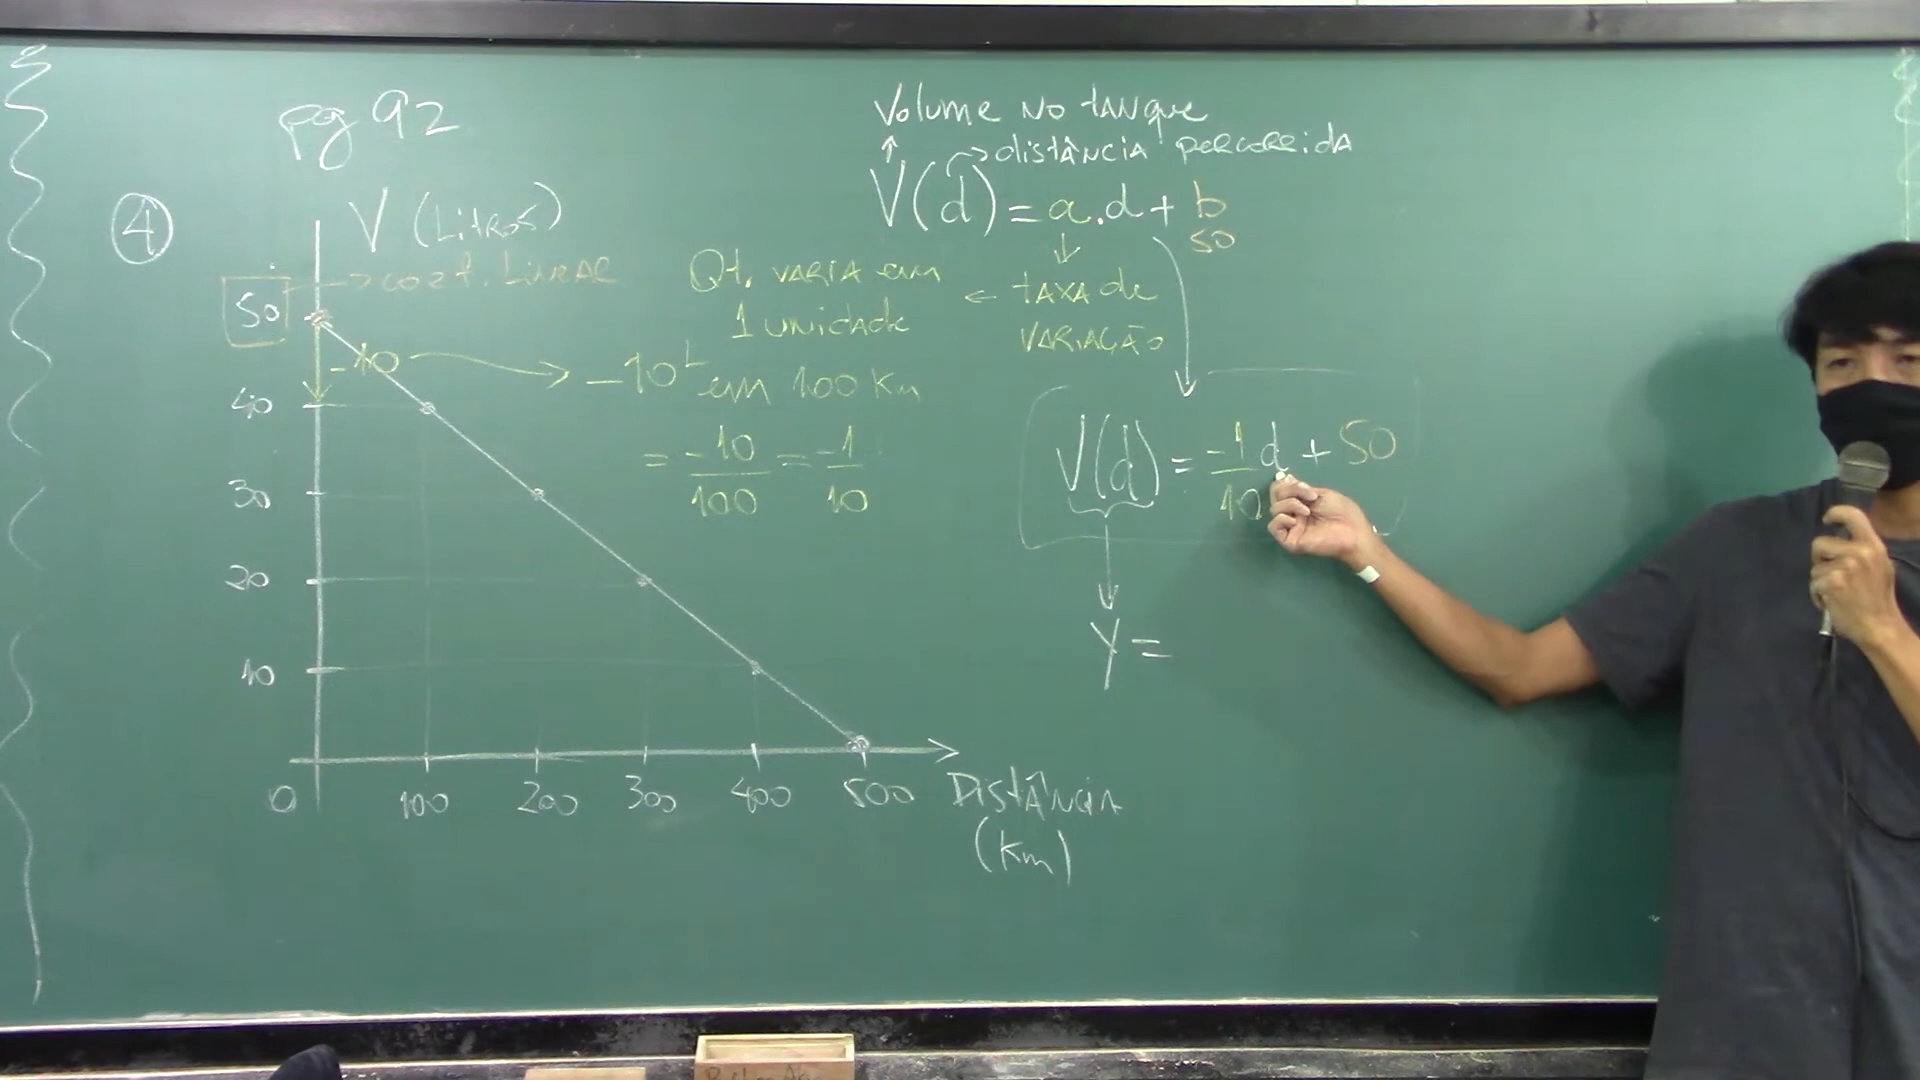 pg 92
4
V (Litros)
50 → coef. Linear
-10 → -10 L em 100 Km
= -10/100 = -1/10
40
30
20
10
0 100 200 300 400 500
Distância
(Km)
Volume no tanque
↑ → distância percorrida
V(d) = a.d + b
50
Qt. varia em
1 unidade
← taxa de
variação
V(d) = -1/10 d + 50
Y =